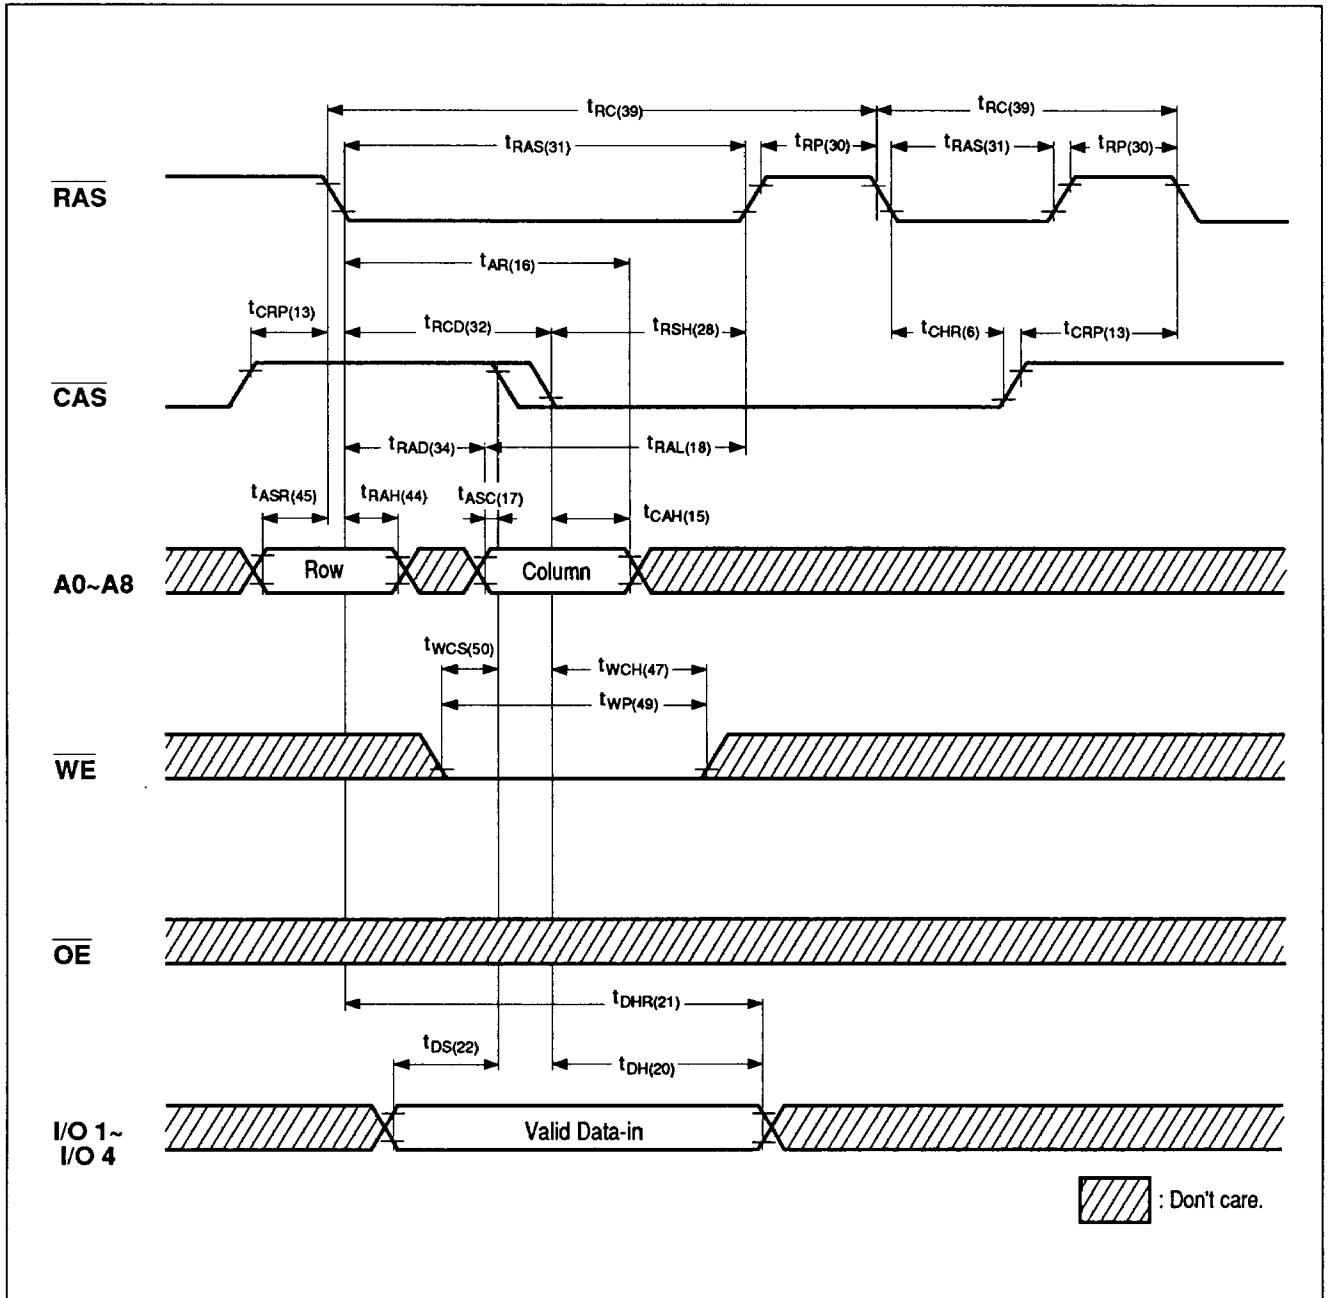 tRC(39) tRC(39)
tRAS(31) tRP(30) tRAS(31) tRP(30)
RAS
tAR(16)
tCRP(13) tRCD(32) tRSH(28) tCHR(6) tCRP(13)
CAS
tRAD(34) tRAL(18)
tASR(45) tRAH(44) tASC(17) tCAH(15)
A0~A8 Row Column
tWCS(50) tWCH(47)
tWP(49)
WE
OE
tDHR(21)
tDS(22) tDH(20)
I/O 1~ Valid Data-in
I/O 4
: Don't care.